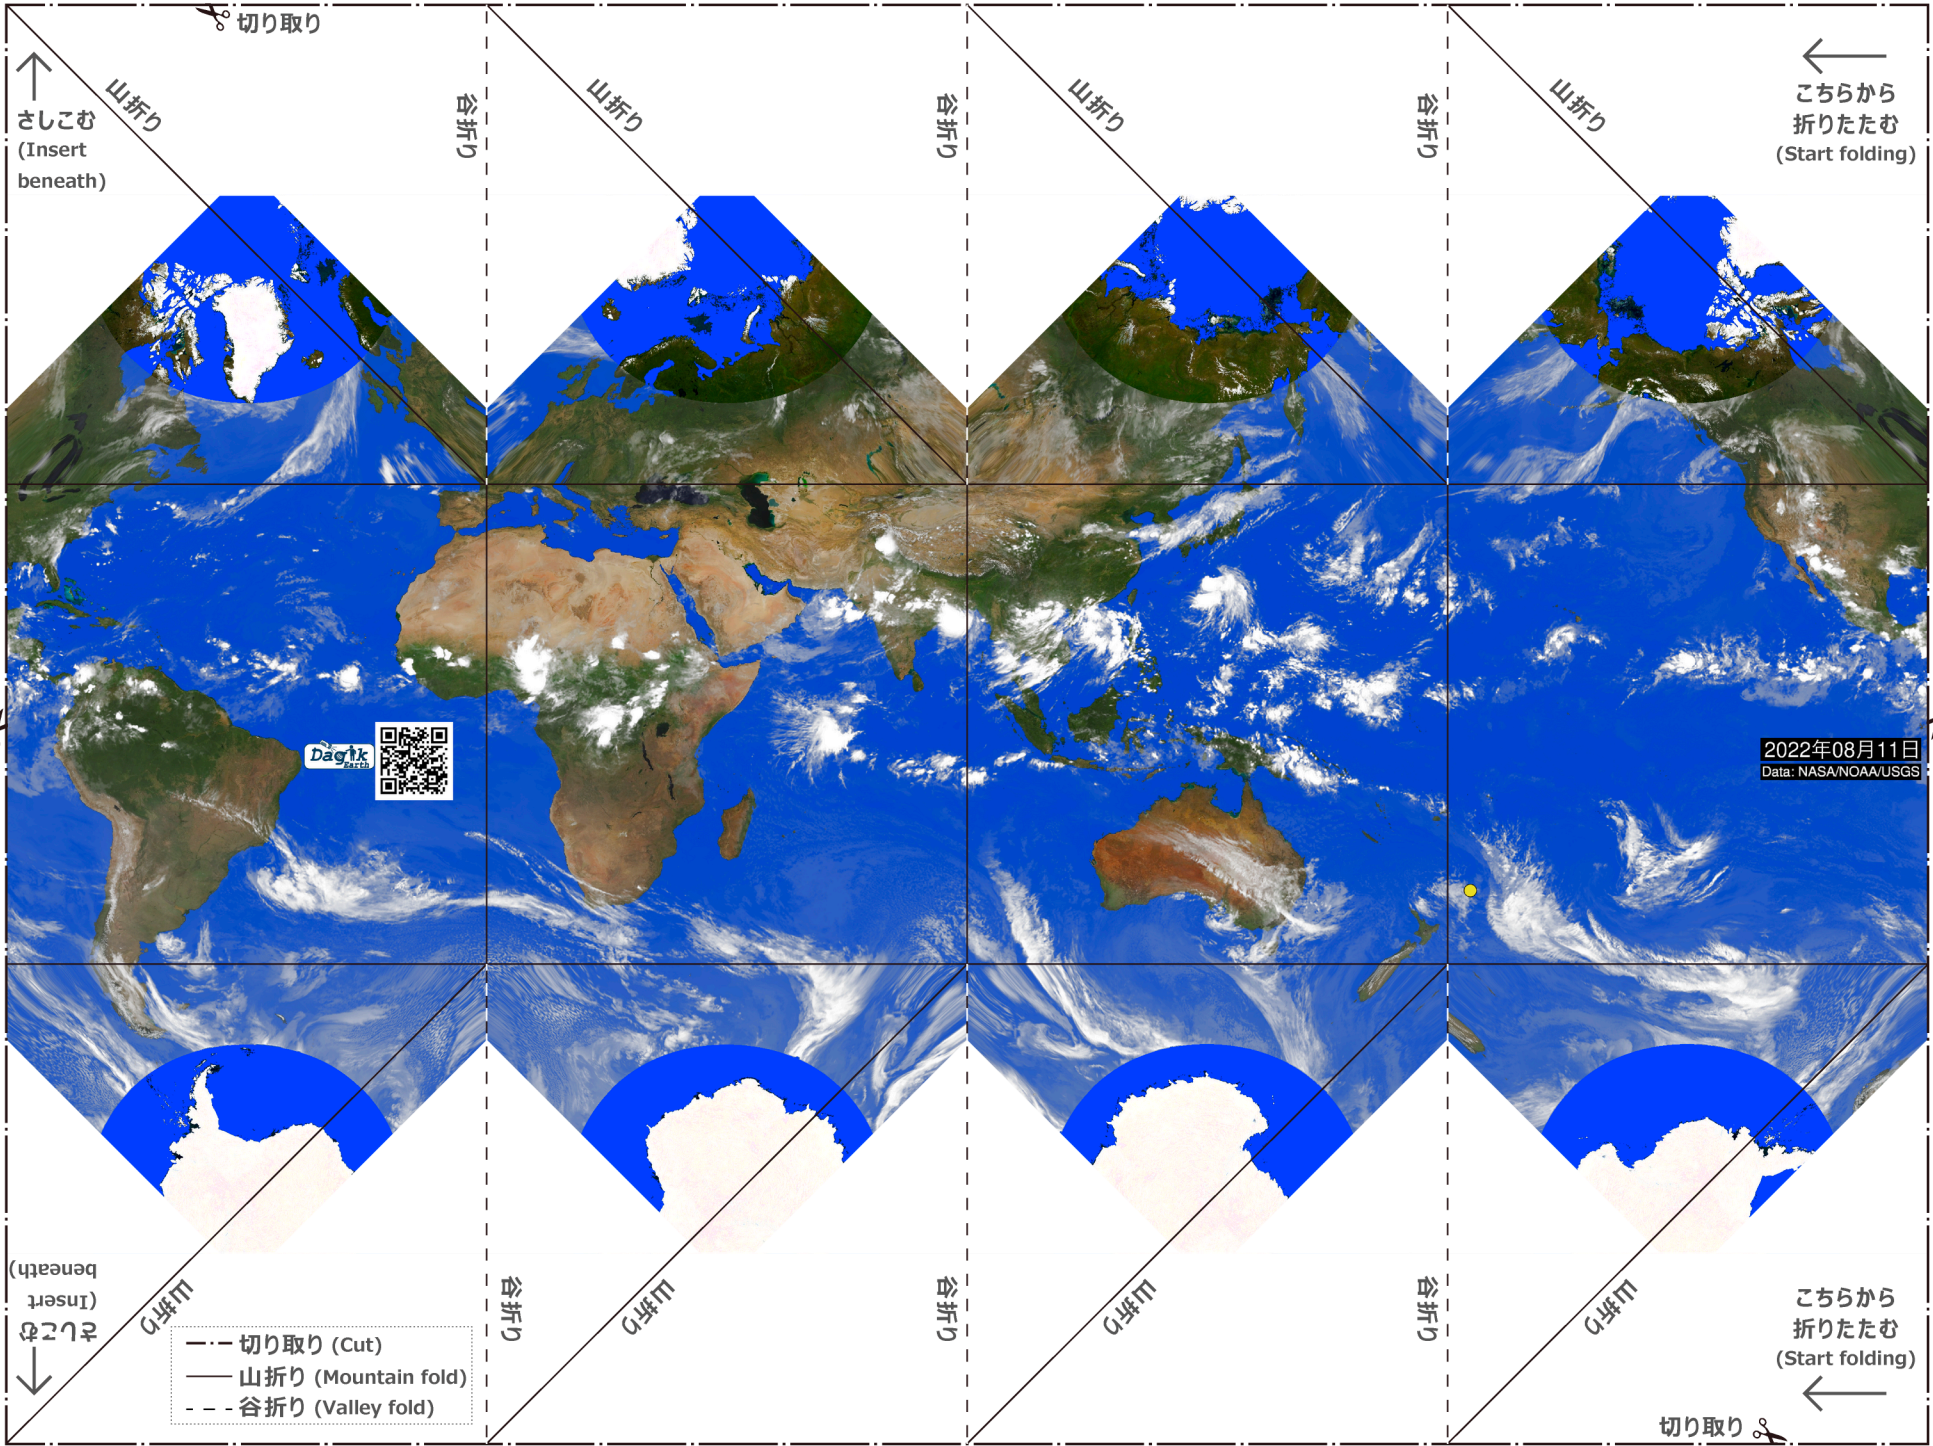 切り取り
山折り
谷折り
山折り
谷折り
山折り
谷折り
山折り
さしこむ
(Insert
beneath)
こちらから
折りたたむ
(Start folding)
Dagik
Earth
2022年08月11日
Data: NASA/NOAA/USGS
さしこむ
(Insert
beneath)
山折り
谷折り
山折り
谷折り
山折り
谷折り
山折り
こちらから
折りたたむ
(Start folding)
切り取り (Cut)
山折り (Mountain fold)
谷折り (Valley fold)
切り取り